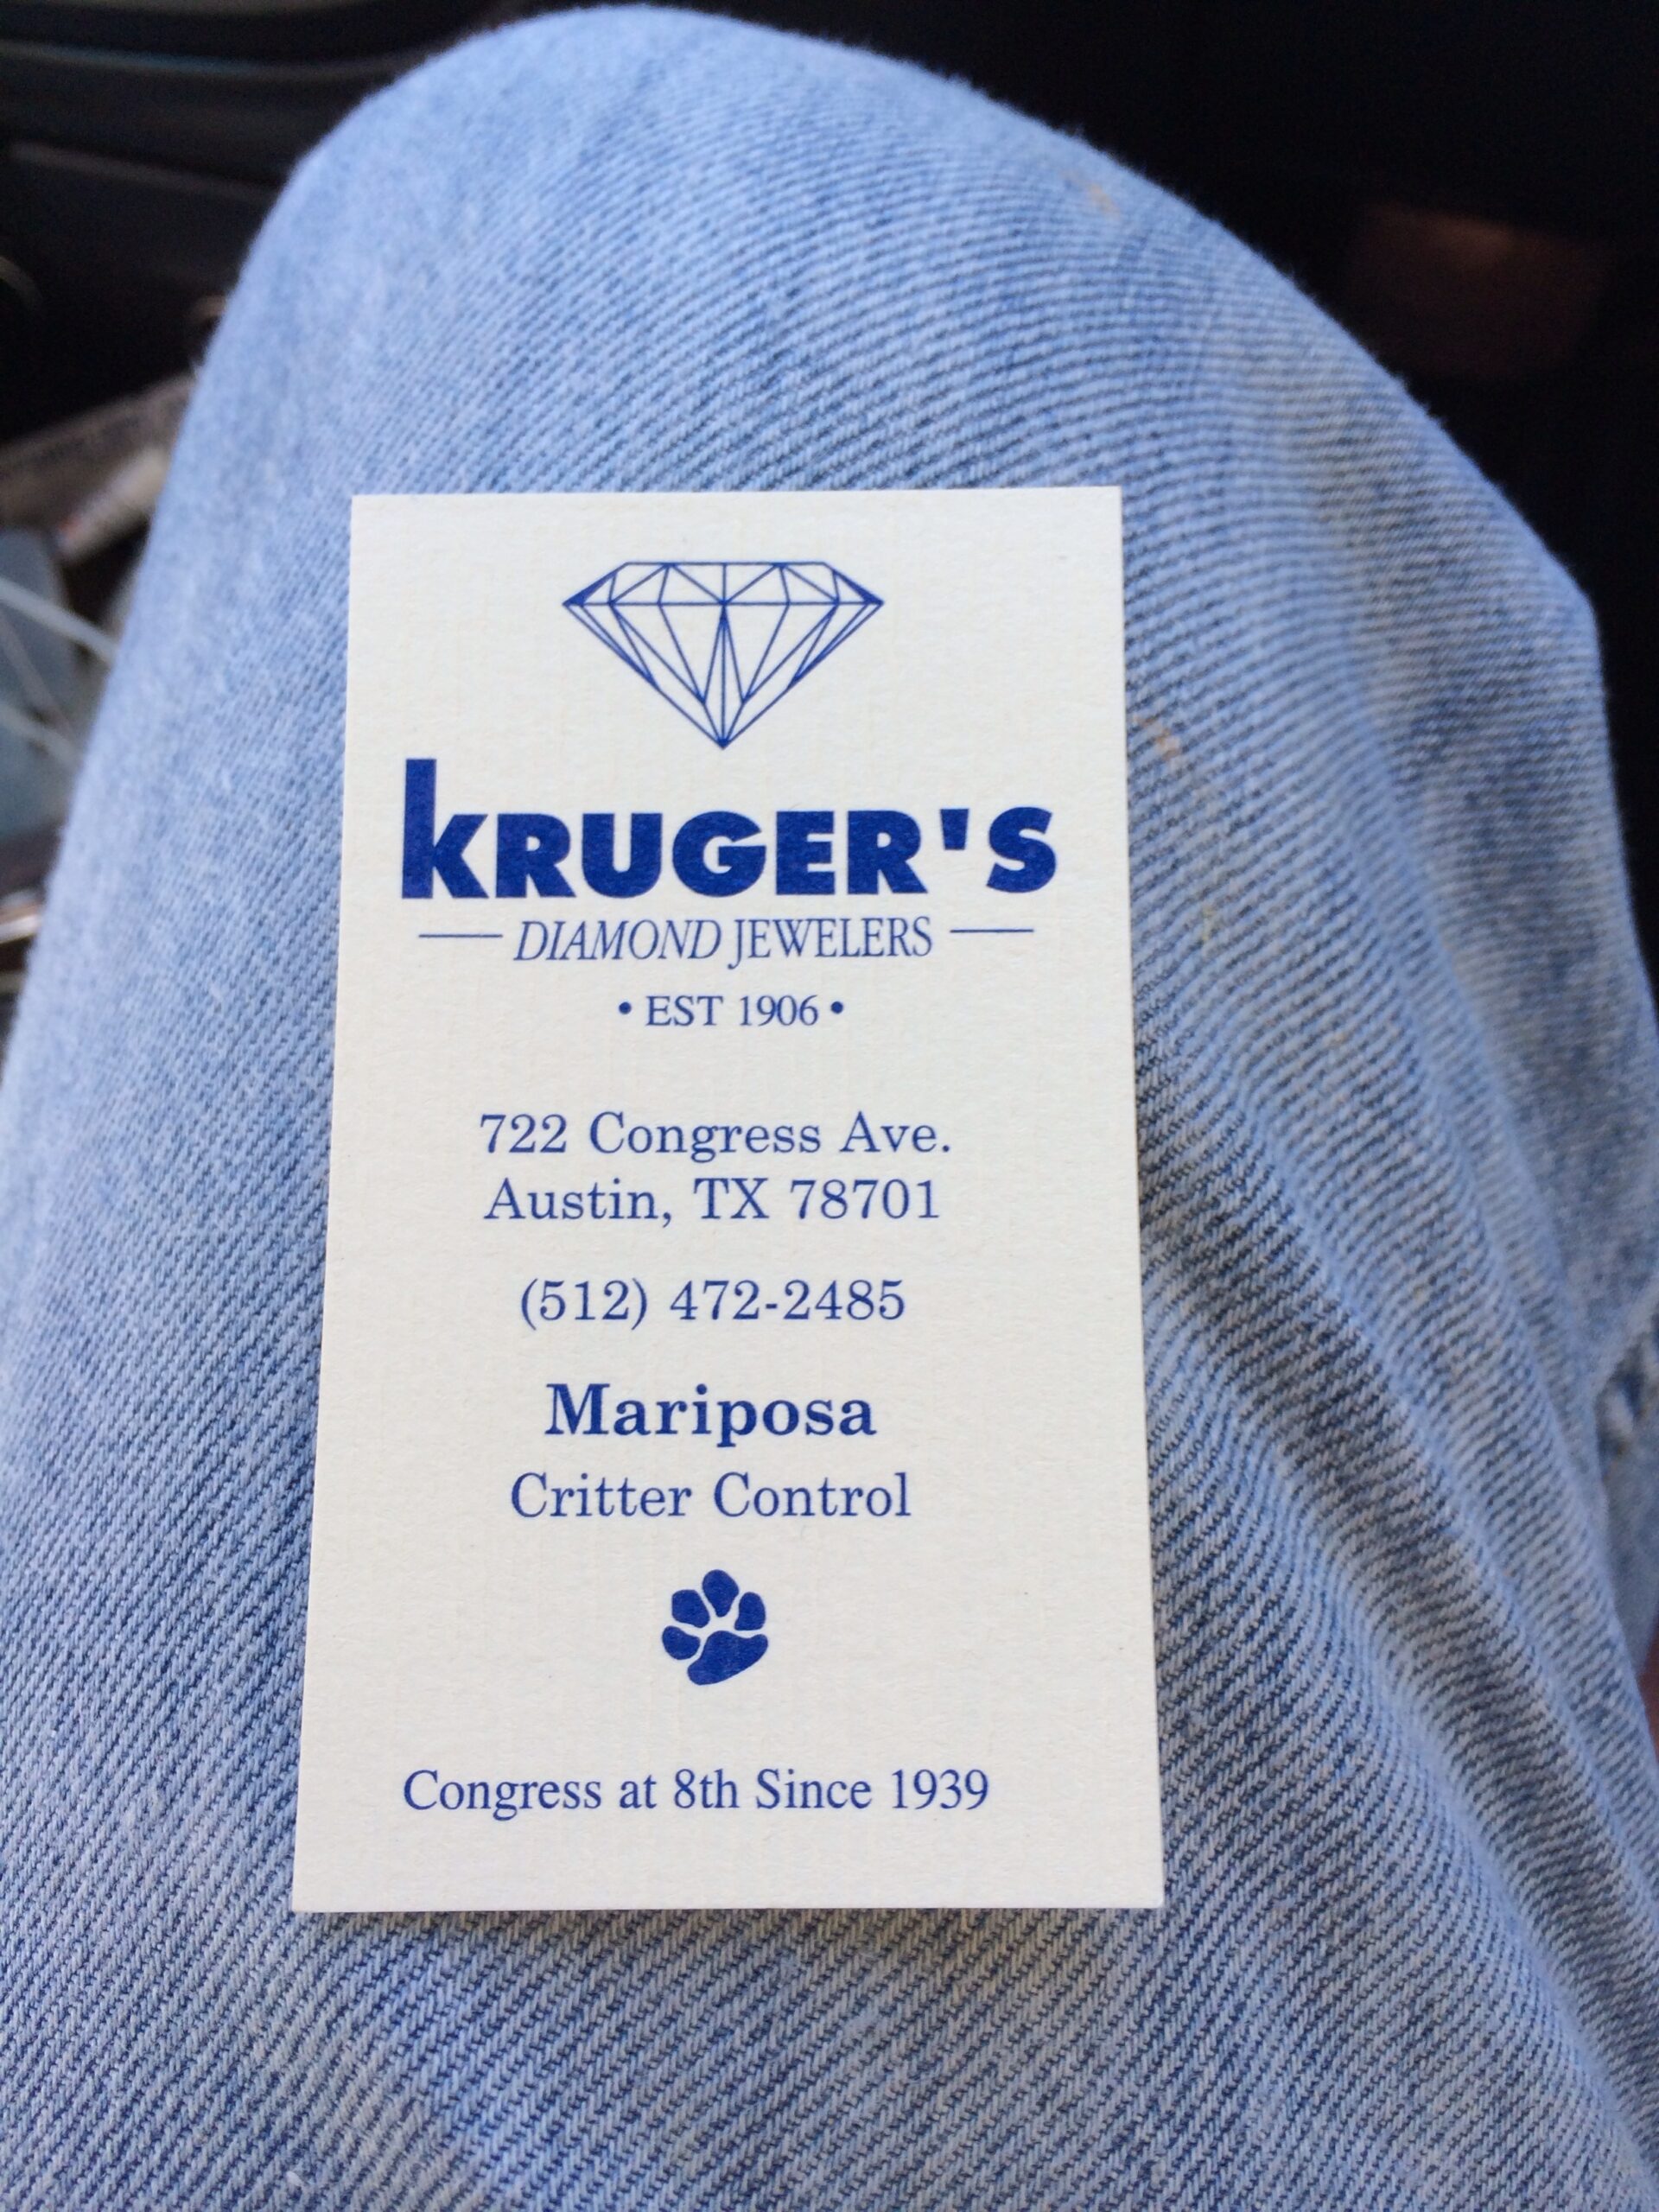 KRUGER'S
DIAMOND JEWELERS
• EST 1906 •
722 Congress Ave.
Austin, TX 78701
(512) 472-2485
Mariposa
Critter Control
Congress at 8th Since 1939